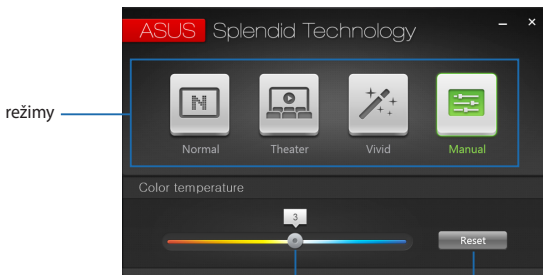 ASUS Splendid Technology
režimy
N
Normal Theater Vivid Manual
Color temperature
3
Reset